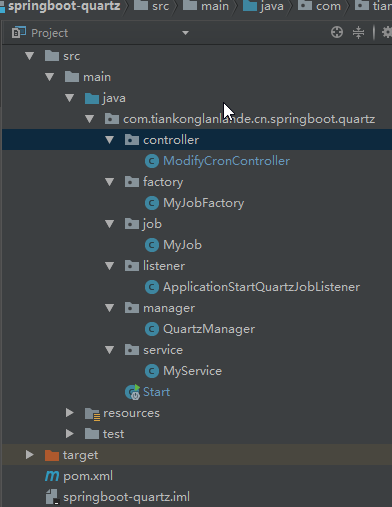 springboot-quartz src main java com tian
Project
src
main
java
com.tiankonglanlande.cn.springboot.quartz
controller
ModifyCronController
factory
MyJobFactory
job
MyJob
listener
ApplicationStartQuartzJobListener
manager
QuartzManager
service
MyService
Start
resources
test
target
pom.xml
springboot-quartz.iml